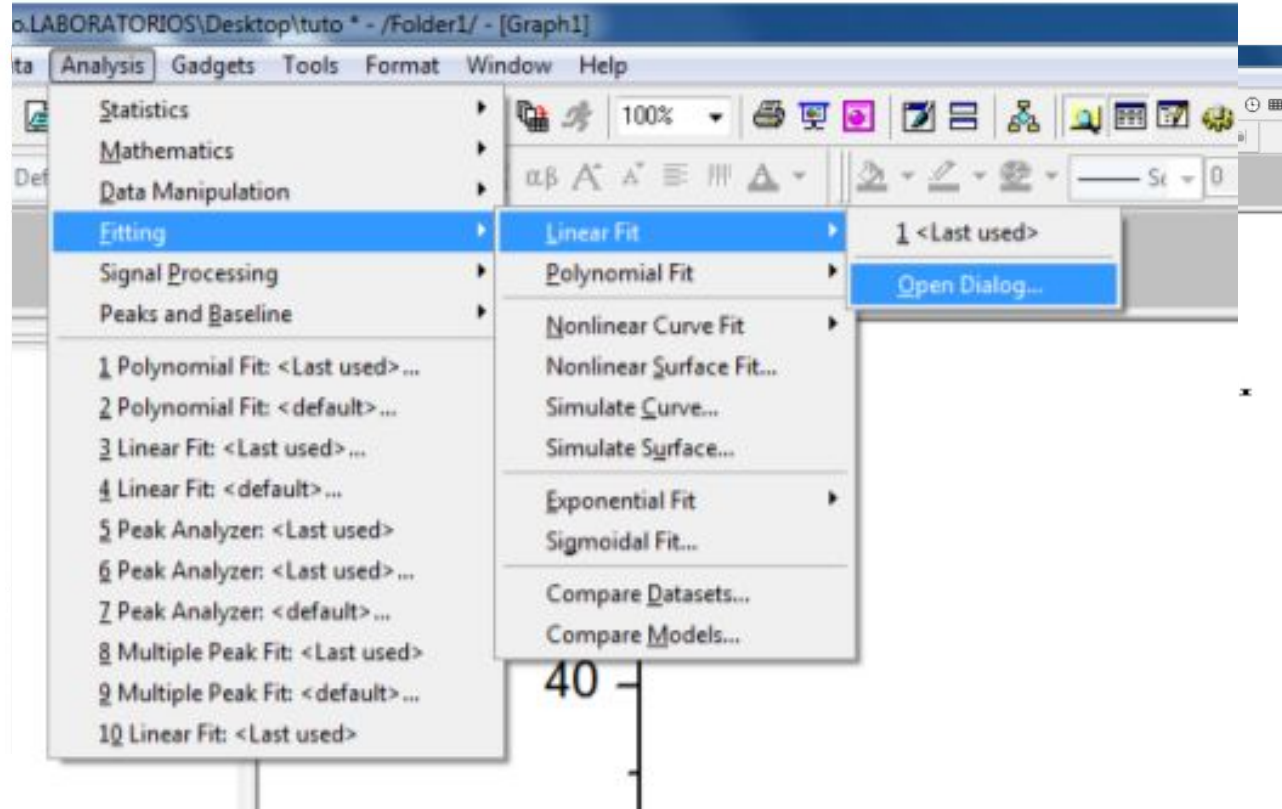 o.LABORATORIOS\Desktop\tuto * - /Folder1/ - [Graph1]
ta Analysis Gadgets Tools Format Window Help
100%
Def
αβ A A A
0
Statistics
Mathematics
Data Manipulation
Fitting
Signal Processing
Peaks and Baseline
1 Polynomial Fit: <Last used>...
2 Polynomial Fit: <default>...
3 Linear Fit: <Last used>...
4 Linear Fit: <default>...
5 Peak Analyzer: <Last used>
6 Peak Analyzer: <Last used>...
7 Peak Analyzer: <default>...
8 Multiple Peak Fit: <Last used>
9 Multiple Peak Fit: <default>...
10 Linear Fit: <Last used>
Linear Fit
Polynomial Fit
Nonlinear Curve Fit
Nonlinear Surface Fit...
Simulate Curve...
Simulate Surface...
Exponential Fit
Sigmoidal Fit...
Compare Datasets...
Compare Models...
1 <Last used>
Open Dialog...
40